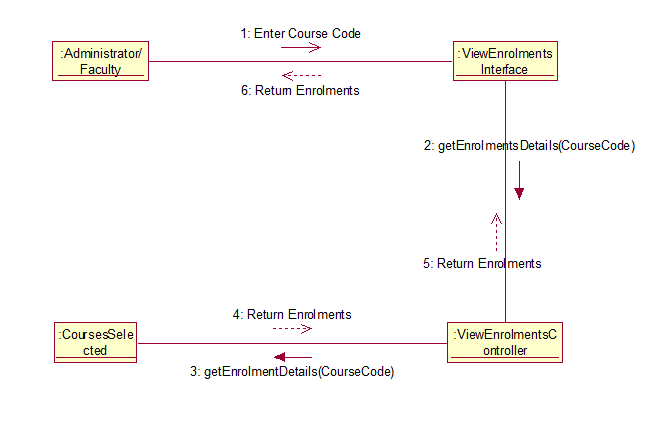 1: Enter Course Code
:Administrator/
Faculty
:ViewEnrolments
Interface
6: Return Enrolments
2: getEnrolmentsDetails(CourseCode)
5: Return Enrolments
4: Return Enrolments
:CoursesSele
cted
:ViewEnrolmentsC
ontroller
3: getEnrolmentDetails(CourseCode)